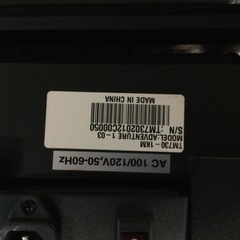 TM730-1KM
MODEL:ADVENTURE 1-03
S/N :TM7302012C00050
MADE IN CHINA
AC 100/120V,50-60Hz